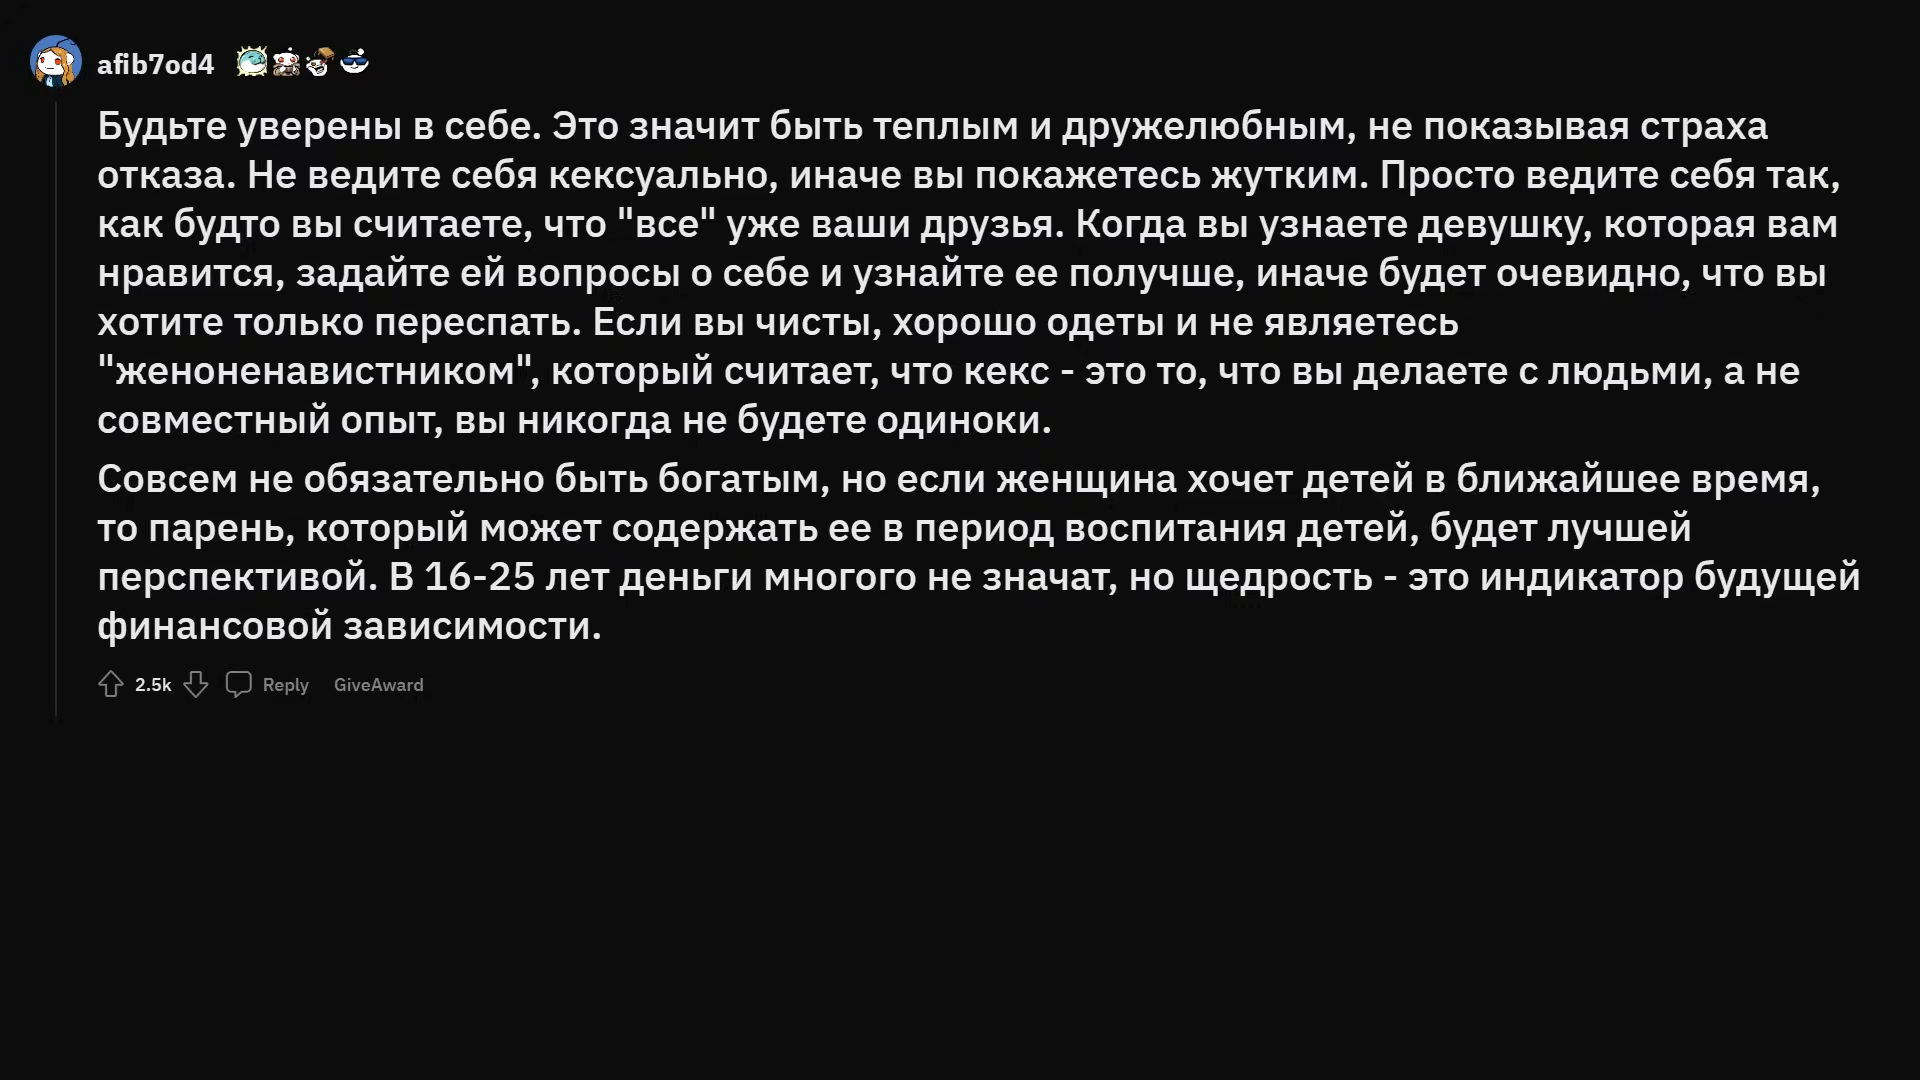 afib7od4
Будьте уверены в себе. Это значит быть теплым и дружелюбным, не показывая страха
отказа. Не ведите себя кексуально, иначе вы покажетесь жутким. Просто ведите себя так,
как будто вы считаете, что "все" уже ваши друзья. Когда вы узнаете девушку, которая вам
нравится, задайте ей вопросы о себе и узнайте ее получше, иначе будет очевидно, что вы
хотите только переспать. Если вы чисты, хорошо одеты и не являетесь
"женоненавистником", который считает, что кекс - это то, что вы делаете с людьми, а не
совместный опыт, вы никогда не будете одиноки.
Совсем не обязательно быть богатым, но если женщина хочет детей в ближайшее время,
то парень, который может содержать ее в период воспитания детей, будет лучшей
перспективой. В 16-25 лет деньги многого не значат, но щедрость - это индикатор будущей
финансовой зависимости.
2.5k Reply GiveAward